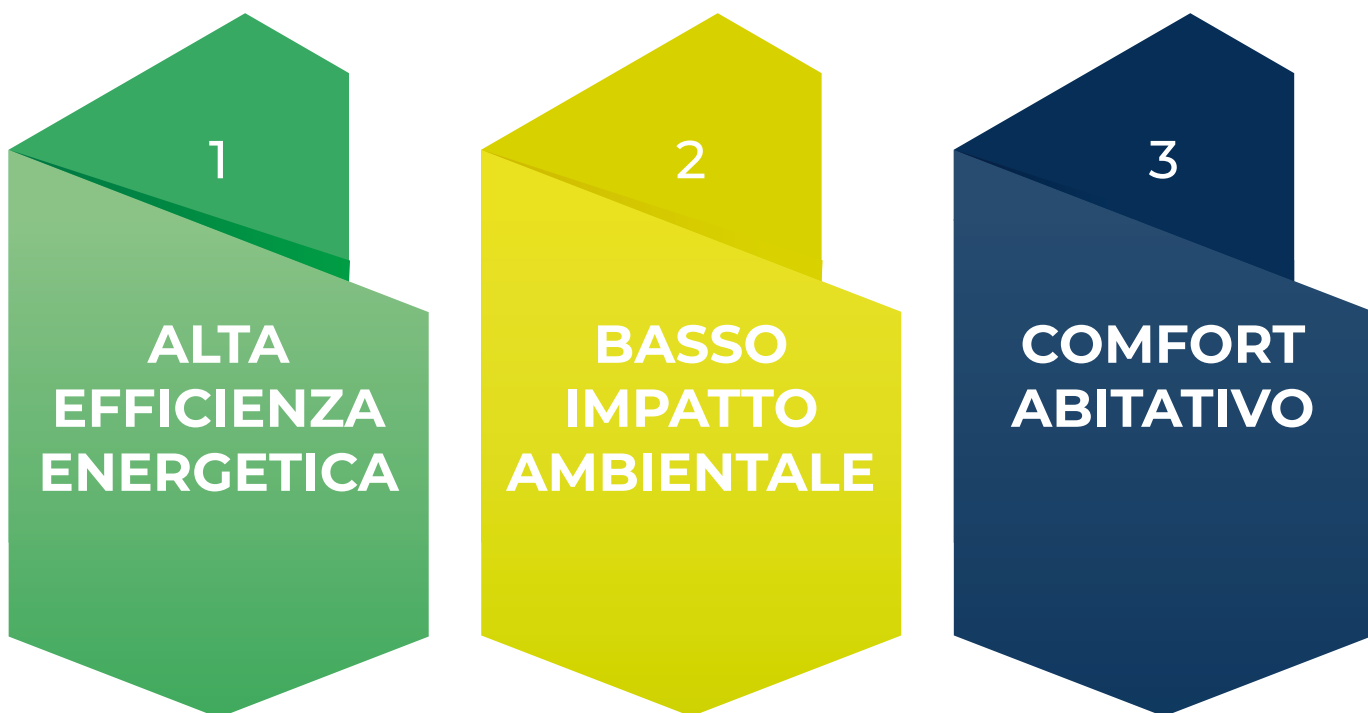 1
ALTA
EFFICIENZA
ENERGETICA
2
BASSO
IMPATTO
AMBIENTALE
3
COMFORT
ABITATIVO